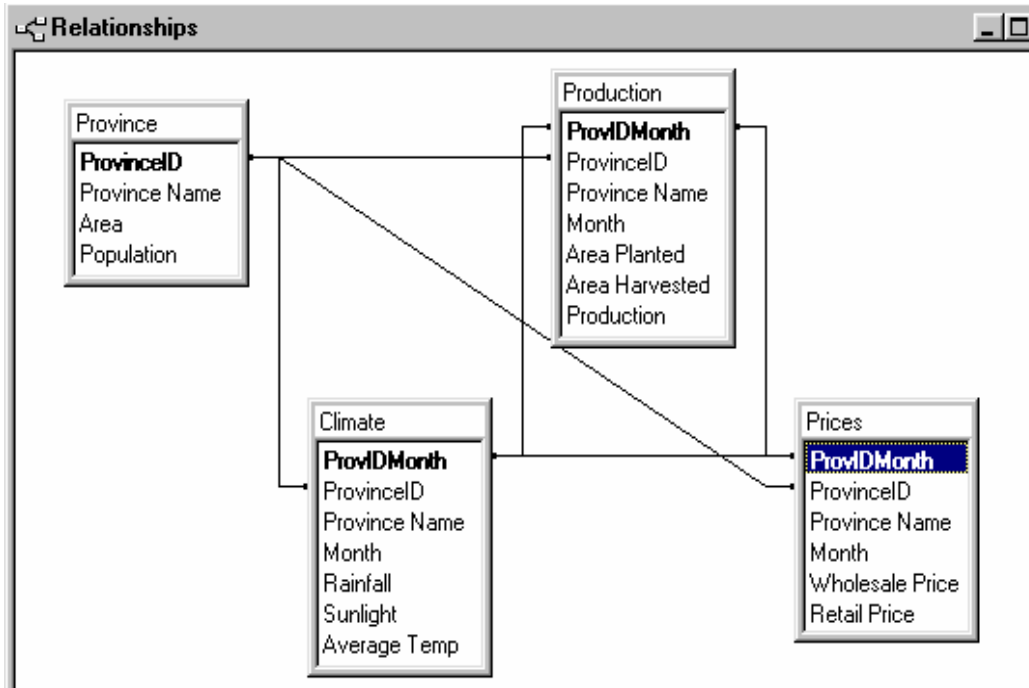 Relationships
Province
ProvinceID
Province Name
Area
Population
Production
ProvIDMonth
ProvinceID
Province Name
Month
Area Planted
Area Harvested
Production
Climate
ProvIDMonth
ProvinceID
Province Name
Month
Rainfall
Sunlight
Average Temp
Prices
ProvIDMonth
ProvinceID
Province Name
Month
Wholesale Price
Retail Price